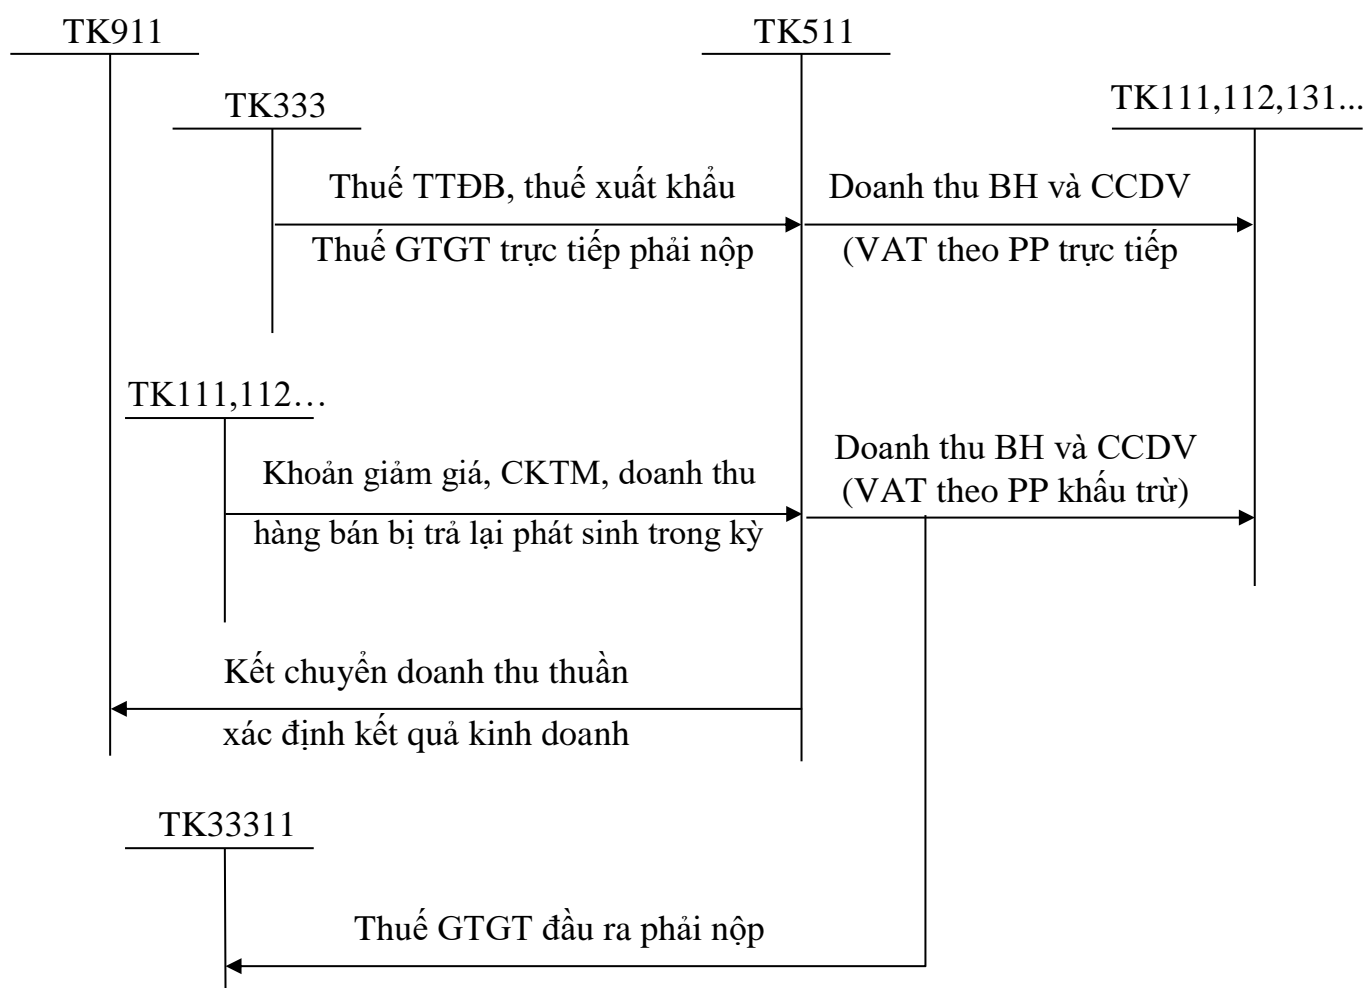 TK911
TK511
TK333
TK111,112,131...
Thuế TTĐB, thuế xuất khẩu
Thuế GTGT trực tiếp phải nộp
Doanh thu BH và CCDV
(VAT theo PP trực tiếp
TK111,112…
Khoản giảm giá, CKTM, doanh thu
hàng bán bị trả lại phát sinh trong kỳ
Doanh thu BH và CCDV
(VAT theo PP khấu trừ)
Kết chuyển doanh thu thuần
xác định kết quả kinh doanh
TK33311
Thuế GTGT đầu ra phải nộp